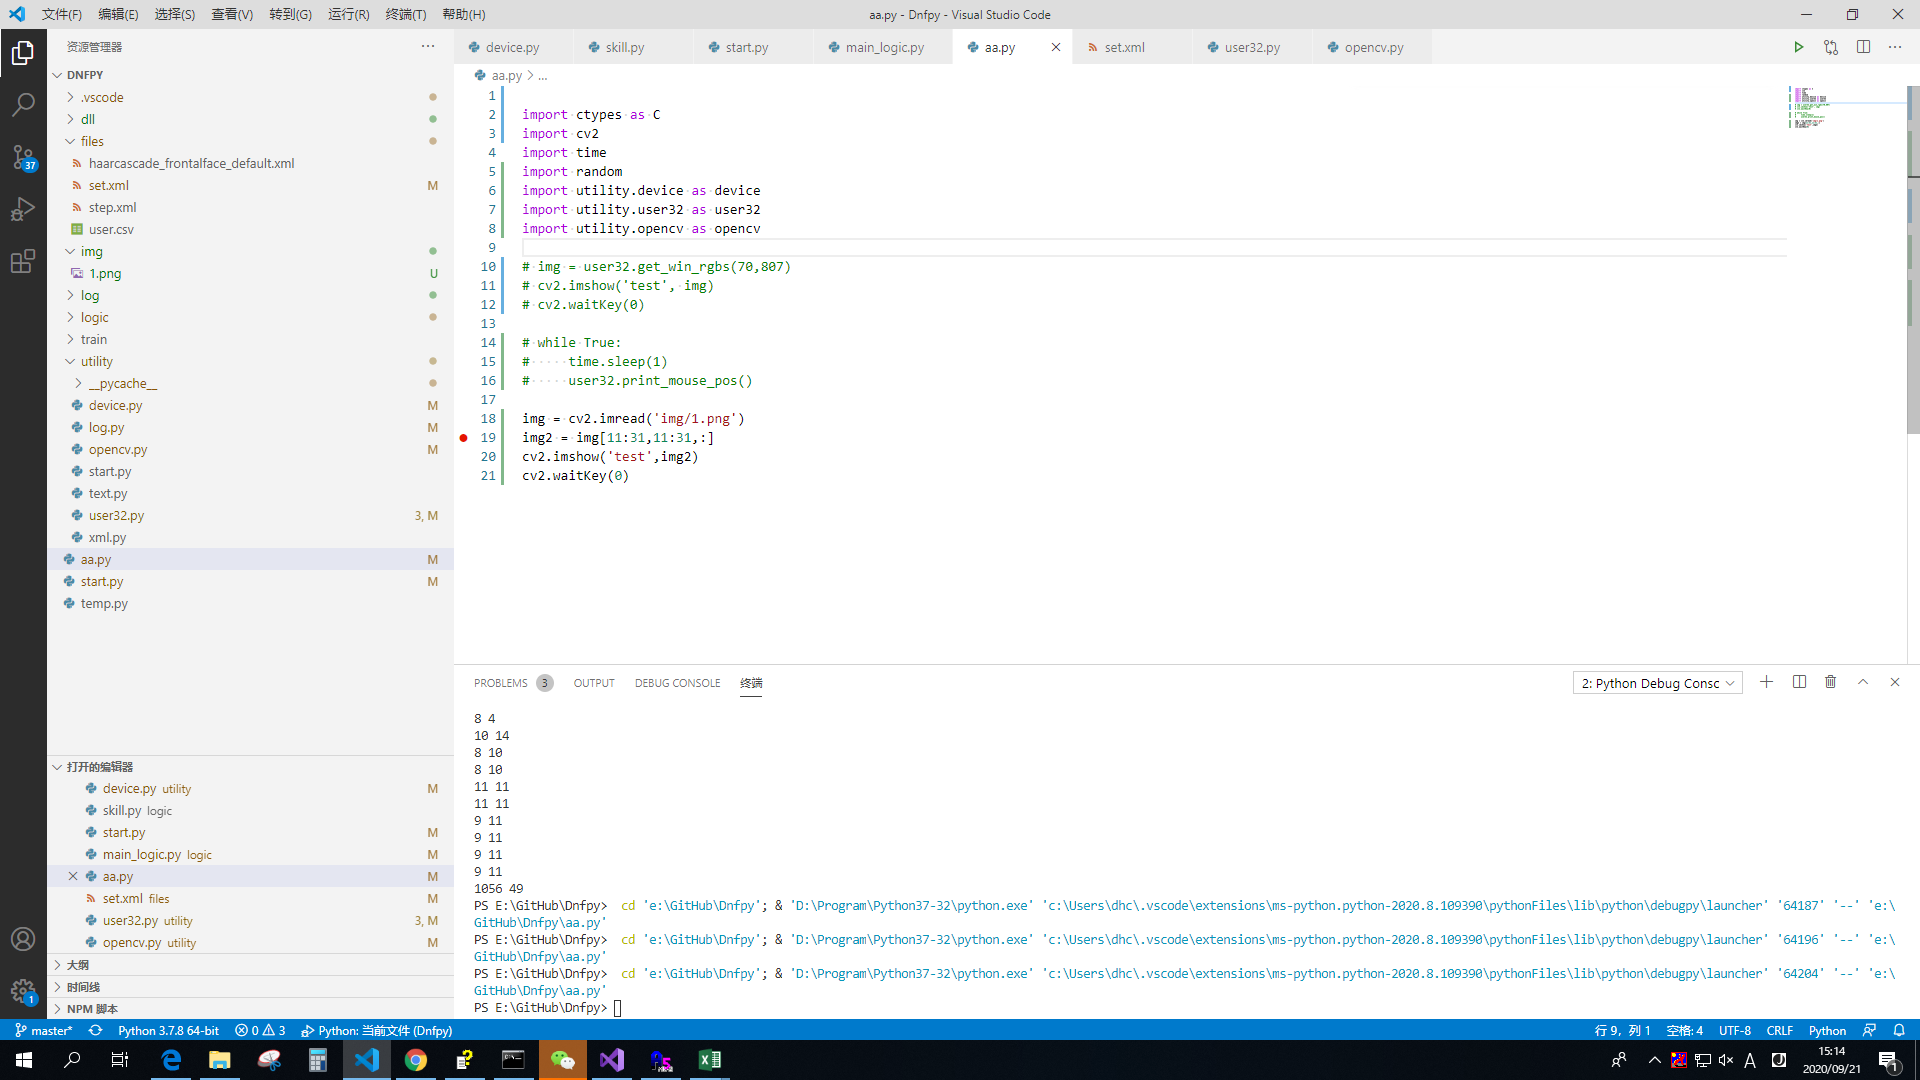 文件(F) 编辑(E) 选择(S) 查看(V) 转到(G) 运行(R) 终端(T) 帮助(H) aa.py - Dnfpy - Visual Studio Code
资源管理器
DNFPY
.vscode
dll
files
haarcascade_frontalface_default.xml
set.xml M
step.xml
user.csv
img
1.png U
log
logic
train
utility
__pycache__
device.py M
log.py M
opencv.py M
start.py
text.py
user32.py 3, M
xml.py
aa.py M
start.py M
temp.py
打开的编辑器
device.py utility M
skill.py logic
start.py M
main_logic.py logic M
aa.py M
set.xml files M
user32.py utility 3, M
opencv.py utility M
大纲
时间线
NPM 脚本
37
1
device.py skill.py start.py main_logic.py aa.py set.xml user32.py opencv.py
aa.py > ...
1
2 import ctypes as C
3 import cv2
4 import time
5 import random
6 import utility.device as device
7 import utility.user32 as user32
8 import utility.opencv as opencv
9
10 # img = user32.get_win_rgbs(70,807)
11 # cv2.imshow('test', img)
12 # cv2.waitKey(0)
13
14 # while True:
15 #     time.sleep(1)
16 #     user32.print_mouse_pos()
17
18 img = cv2.imread('img/1.png')
19 img2 = img[11:31,11:31,:]
20 cv2.imshow('test',img2)
21 cv2.waitKey(0)
PROBLEMS 3 OUTPUT DEBUG CONSOLE 终端 2: Python Debug Consc
8 4
10 14
8 10
8 10
11 11
11 11
9 11
9 11
9 11
9 11
1056 49
PS E:\GitHub\Dnfpy>  cd 'e:\GitHub\Dnfpy'; & 'D:\Program\Python37-32\python.exe' 'c:\Users\dhc\.vscode\extensions\ms-python.python-2020.8.109390\pythonFiles\lib\python\debugpy\launcher' '64187' '--' 'e:\
GitHub\Dnfpy\aa.py'
PS E:\GitHub\Dnfpy>  cd 'e:\GitHub\Dnfpy'; & 'D:\Program\Python37-32\python.exe' 'c:\Users\dhc\.vscode\extensions\ms-python.python-2020.8.109390\pythonFiles\lib\python\debugpy\launcher' '64196' '--' 'e:\
GitHub\Dnfpy\aa.py'
PS E:\GitHub\Dnfpy>  cd 'e:\GitHub\Dnfpy'; & 'D:\Program\Python37-32\python.exe' 'c:\Users\dhc\.vscode\extensions\ms-python.python-2020.8.109390\pythonFiles\lib\python\debugpy\launcher' '64204' '--' 'e:\
GitHub\Dnfpy\aa.py'
PS E:\GitHub\Dnfpy>
master* Python 3.7.8 64-bit 0 3 Python: 当前文件 (Dnfpy) 行 9，列 1 空格: 4 UTF-8 CRLF Python
A 15:14
2020/09/21 1